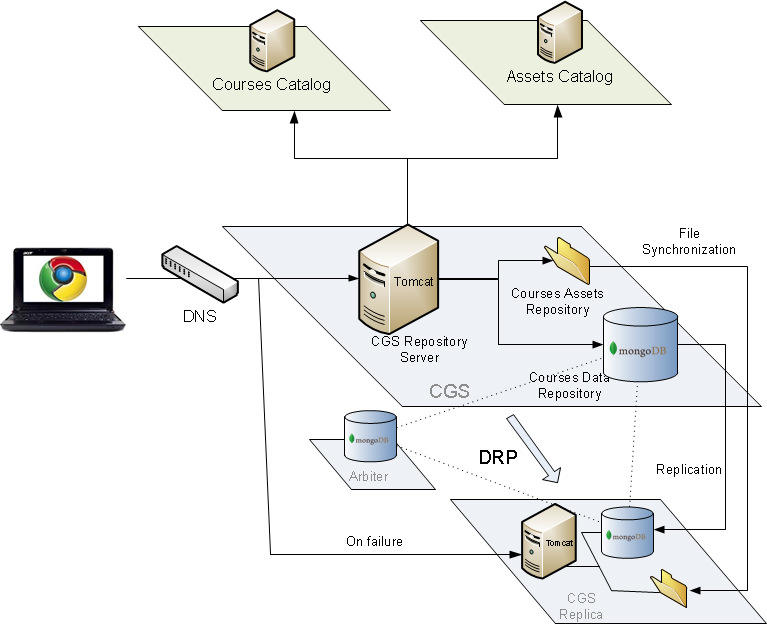 Courses Catalog
Assets Catalog
File
Synchronization
acer
Tomcat
Courses Assets
Repository
DNS
CGS Repository
Server
mongoDB
CGS
Courses Data
Repository
mongoDB
Arbiter
DRP
Replication
Tomcat
mongoDB
On failure
CGS
Replica